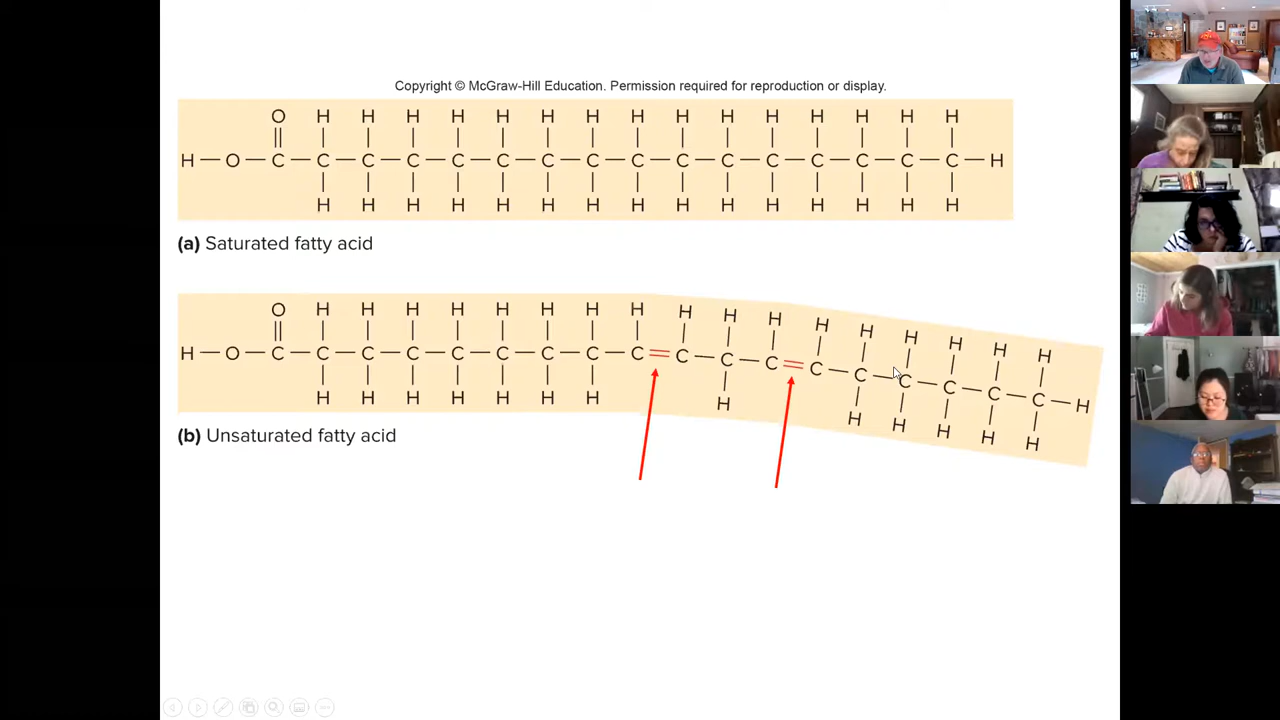 Copyright © McGraw-Hill Education. Permission required for reproduction or display.
O H H H H H H H H H H H H H H H
H — O — C — C — C — C — C — C — C — C — C — C — C — C — C — C — C — C — H
H H H H H H H H H H H H H H H
(a) Saturated fatty acid
O H H H H H H H H H H H H H H H H H
H — O — C — C — C — C — C — C — C — C — C = C — C — C = C — C — C — C — C — C — H
H H H H H H H H H H H H H
(b) Unsaturated fatty acid